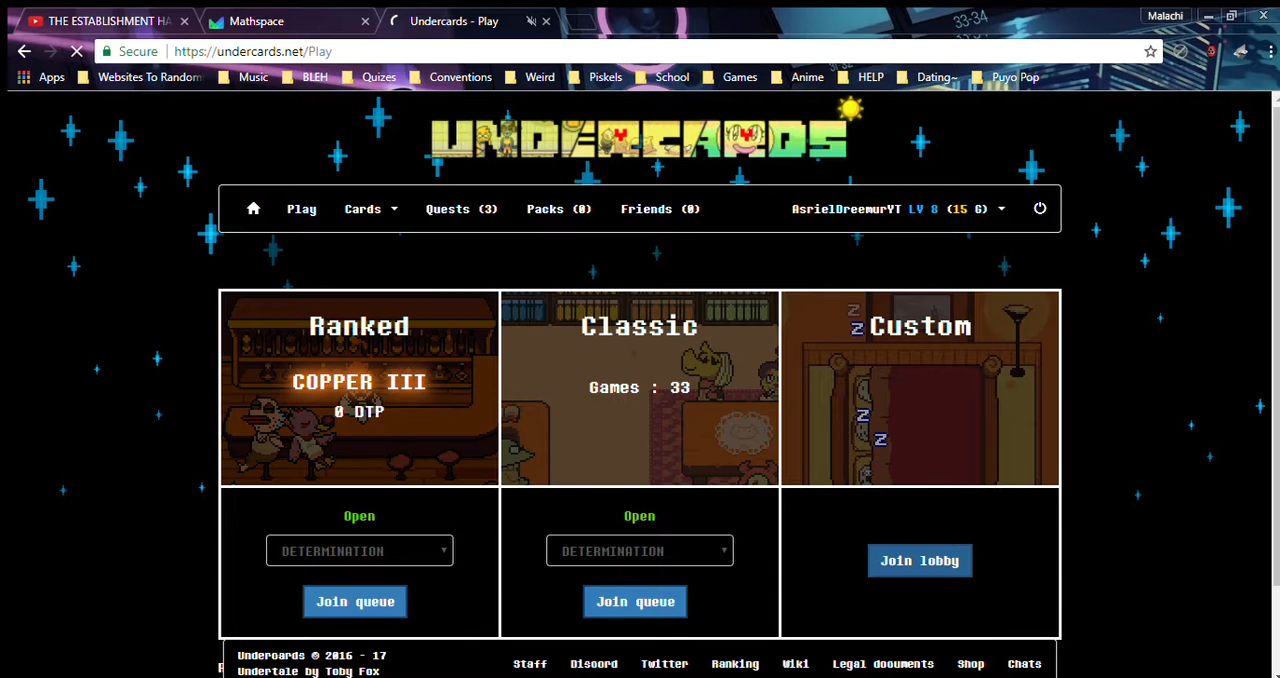 THE ESTABLISHMENT HA
Mathspace
Undercards - Play
Malachi
Secure
https://undercards.net/Play
Apps
Websites To Random
Music
BLEH
Quizes
Conventions
Weird
Piskels
School
Games
Anime
HELP
Dating~
Puyo Pop
UNDERCARDS
Play
Cards
Quests (3)
Packs (0)
Friends (0)
AsrielDreemurYT LV 8 (15 G)
Ranked
COPPER III
0 DTP
Classic
Games : 33
Custom
Z
Z
Z
Z
Open
DETERMINATION
Join queue
Open
DETERMINATION
Join queue
Join lobby
Undercards © 2016 - 17
Undertale by Toby Fox
Staff
Discord
Twitter
Ranking
Wiki
Legal documents
Shop
Chats